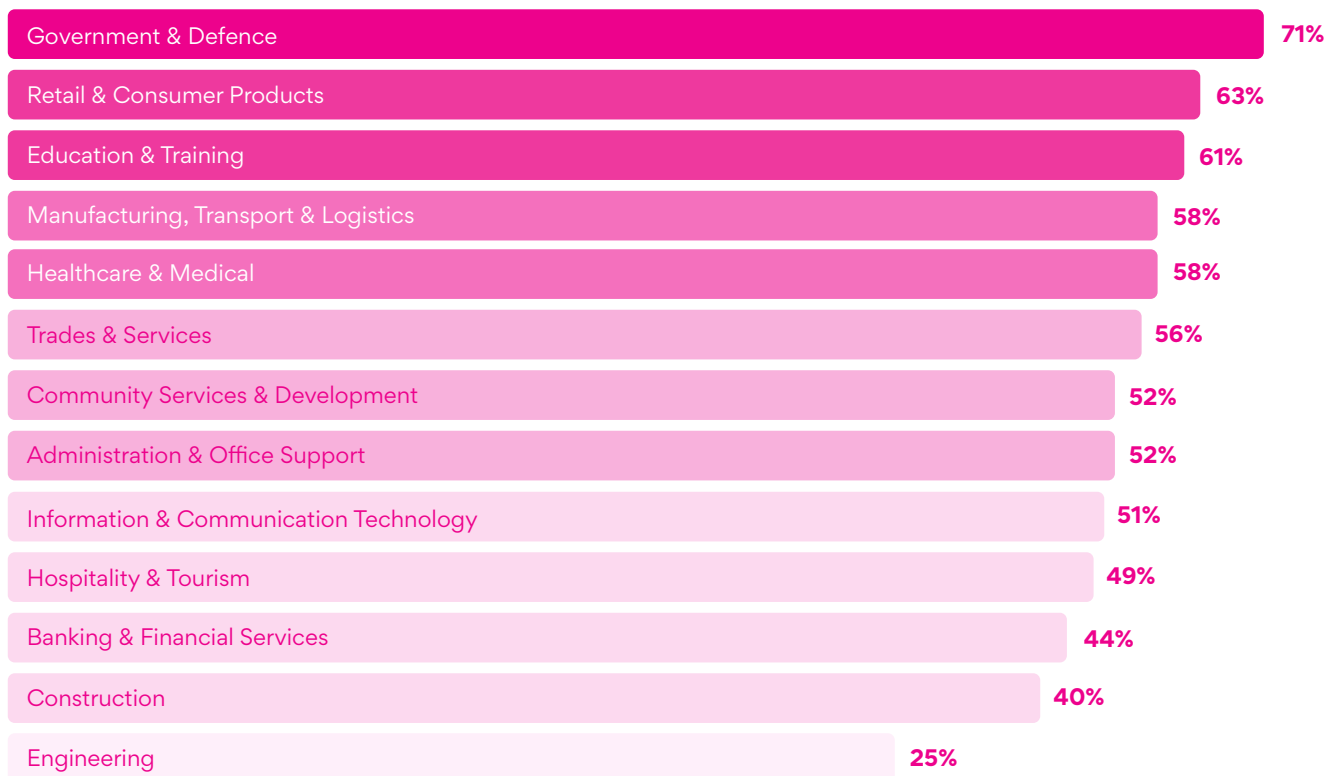 Government & Defence 71%
Retail & Consumer Products 63%
Education & Training 61%
Manufacturing, Transport & Logistics 58%
Healthcare & Medical 58%
Trades & Services 56%
Community Services & Development 52%
Administration & Office Support 52%
Information & Communication Technology 51%
Hospitality & Tourism 49%
Banking & Financial Services 44%
Construction 40%
Engineering 25%